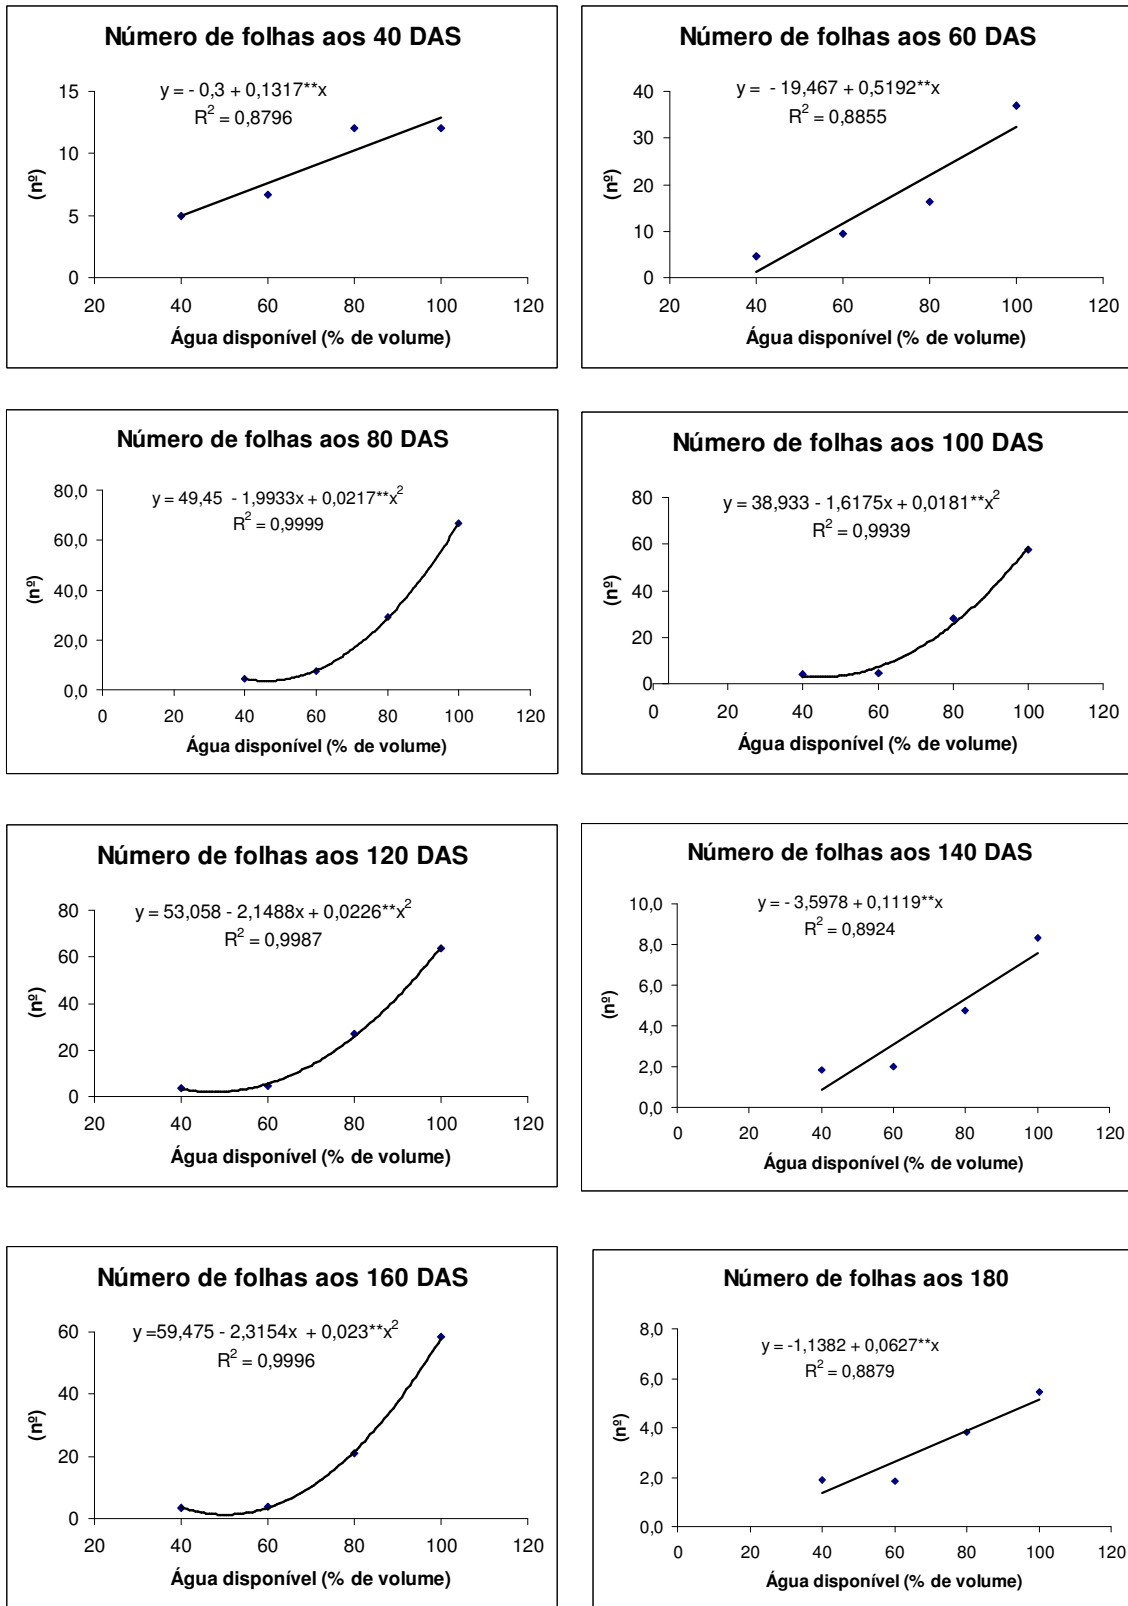 Número de folhas aos 40 DAS
y = - 0,3 + 0,1317**x
R² = 0,8796
15
10
5
0
(nº)
20 40 60 80 100 120
Água disponível (% de volume)
Número de folhas aos 60 DAS
y = - 19,467 + 0,5192**x
R² = 0,8855
40
30
20
10
0
(nº)
20 40 60 80 100 120
Água disponível (% de volume)
Número de folhas aos 80 DAS
y = 49,45 - 1,9933x + 0,0217**x²
R² = 0,9999
80,0
60,0
40,0
20,0
0,0
(nº)
0 20 40 60 80 100 120
Água disponível (% de volume)
Número de folhas aos 100 DAS
y = 38,933 - 1,6175x + 0,0181**x²
R² = 0,9939
80
60
40
20
0
(nº)
0 20 40 60 80 100 120
Água disponível (% de volume)
Número de folhas aos 120 DAS
y = 53,058 - 2,1488x + 0,0226**x²
R² = 0,9987
80
60
40
20
0
(nº)
20 40 60 80 100 120
Água disponível (% de volume)
Número de folhas aos 140 DAS
y = - 3,5978 + 0,1119**x
R² = 0,8924
10,0
8,0
6,0
4,0
2,0
0,0
(nº)
0 20 40 60 80 100 120
Água disponível (% de volume)
Número de folhas aos 160 DAS
y =59,475 - 2,3154x + 0,023**x²
R² = 0,9996
60
40
20
0
(nº)
20 40 60 80 100 120
Água disponível (% de volume)
Número de folhas aos 180
y = -1,1382 + 0,0627**x
R² = 0,8879
8,0
6,0
4,0
2,0
0,0
(nº)
0 20 40 60 80 100 120
Água disponível (% de volume)